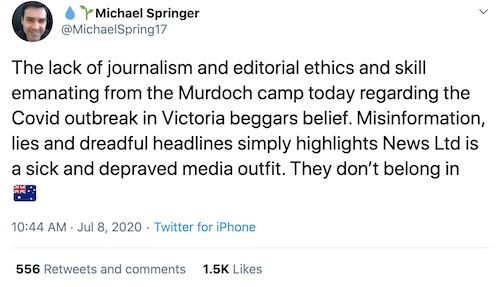 💧🌱Michael Springer
@MichaelSpring17
The lack of journalism and editorial ethics and skill
emanating from the Murdoch camp today regarding the
Covid outbreak in Victoria beggars belief. Misinformation,
lies and dreadful headlines simply highlights News Ltd is
a sick and depraved media outfit. They don’t belong in
🇦🇺
10:44 AM · Jul 8, 2020 · Twitter for iPhone
556 Retweets and comments 1.5K Likes